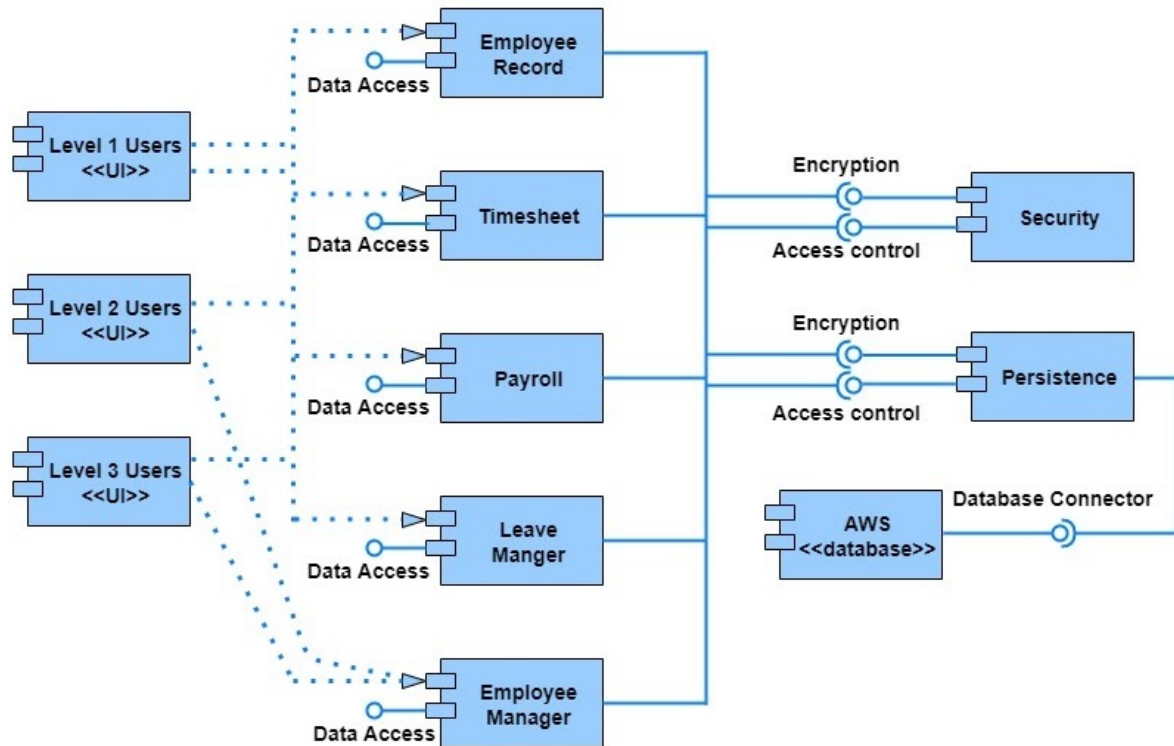 Employee
Record
Data Access
Level 1 Users
<<UI>>
Timesheet
Data Access
Encryption
Access control
Security
Level 2 Users
<<UI>>
Payroll
Data Access
Encryption
Access control
Persistence
Level 3 Users
<<UI>>
Leave
Manger
Data Access
AWS
<<database>>
Database Connector
Employee
Manager
Data Access